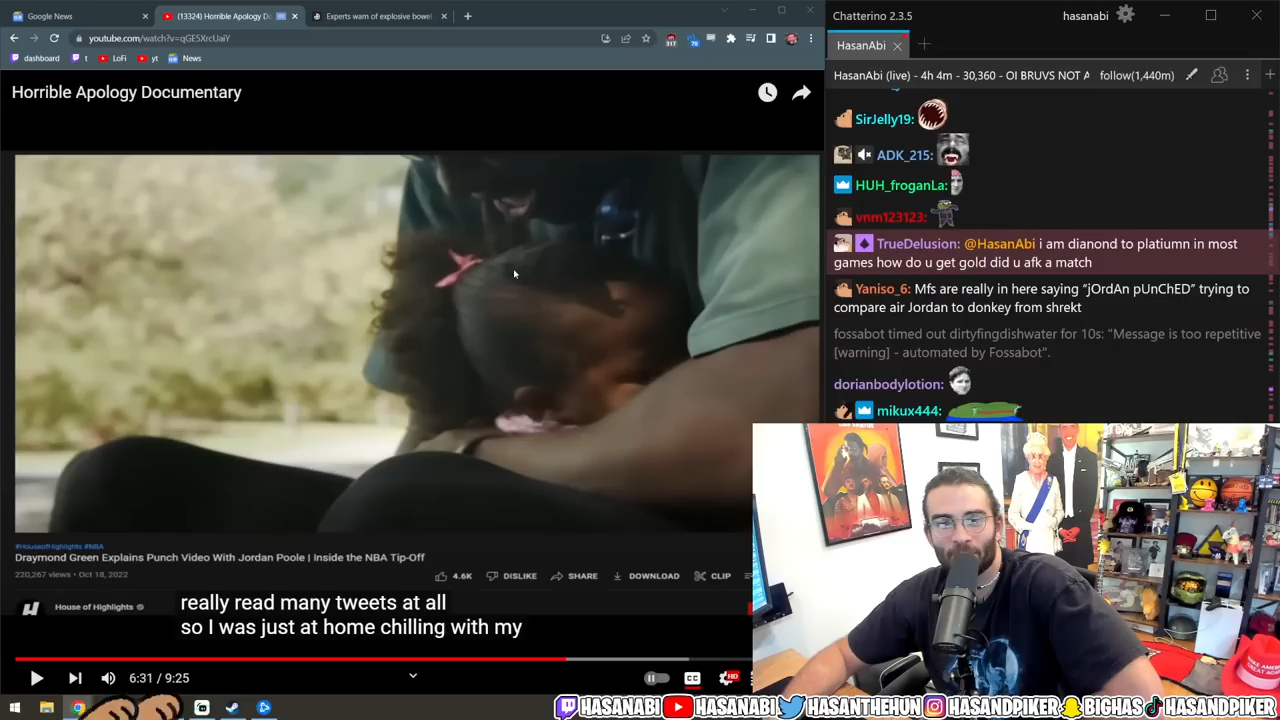 Google News
(13324) Horrible Apology Do
Experts warn of explosive bowel
youtube.com/watch?v=qGE5XrcUaiY
317
78
dashboard
t
LoFi
yt
News
Horrible Apology Documentary
#HouseofHighlights #NBA
Draymond Green Explains Punch Video With Jordan Poole | Inside the NBA Tip-Off
220,267 views • Oct 18, 2022
4.6K
DISLIKE
SHARE
DOWNLOAD
CLIP
House of Highlights
really read many tweets at all
so I was just at home chilling with my
6:31 / 9:25
CC
HD
Chatterino 2.3.5
hasanabi
HasanAbi
HasanAbi (live) - 4h 4m - 30,360 - OI BRUVS NOT A
follow(1,440m)
SirJelly19:
ADK_215:
HUH_froganLa:
vnm123123:
TrueDelusion: @HasanAbi i am dianond to platiumn in most
games how do u get gold did u afk a match
Yaniso_6: Mfs are really in here saying “jOrdAn pUnChED” trying to
compare air Jordan to donkey from shrekt
fossabot timed out dirtyfingdishwater for 10s: "Message is too repetitive
[warning] - automated by Fossabot".
dorianbodylotion:
mikux444:
HASANABI
HASANABI
HASANTHEHUN
HASANDPIKER
BIGHAS
HASANDPIKER